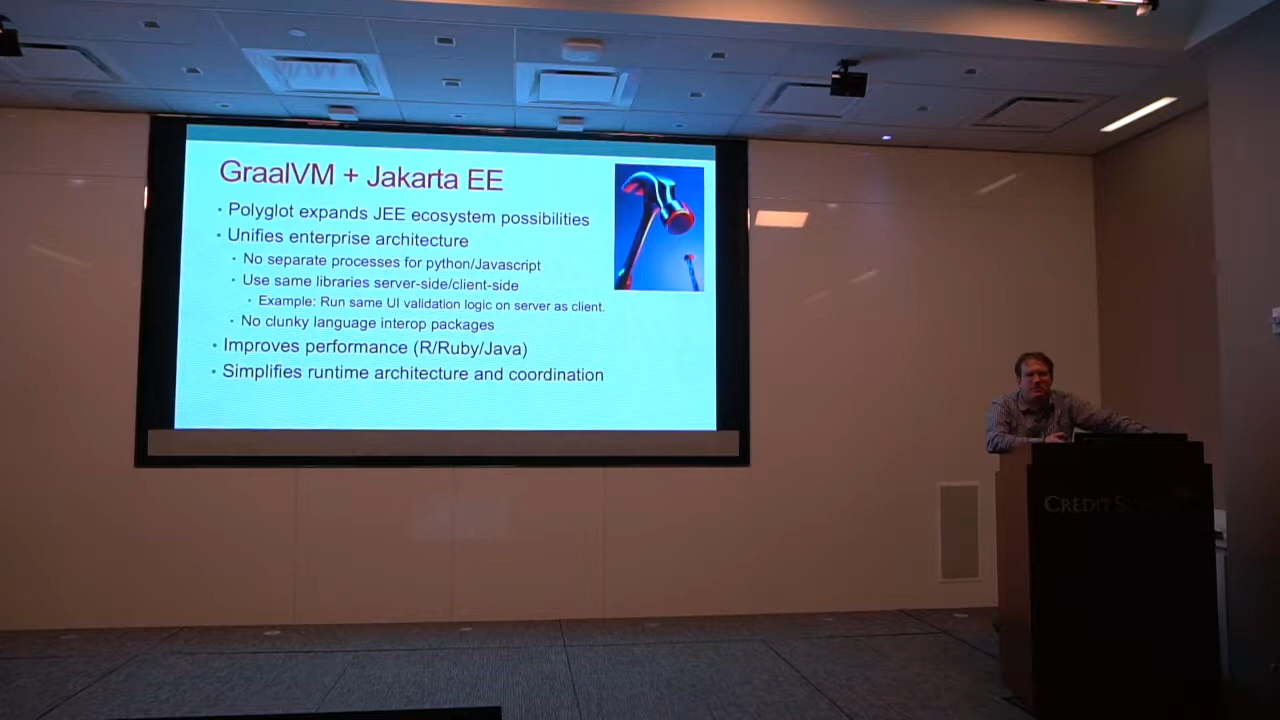 GraalVM + Jakarta EE
• Polyglot expands JEE ecosystem possibilities
• Unifies enterprise architecture
• No separate processes for python/Javascript
• Use same libraries server-side/client-side
• Example: Run same UI validation logic on server as client.
• No clunky language interop packages
• Improves performance (R/Ruby/Java)
• Simplifies runtime architecture and coordination
CREDIT